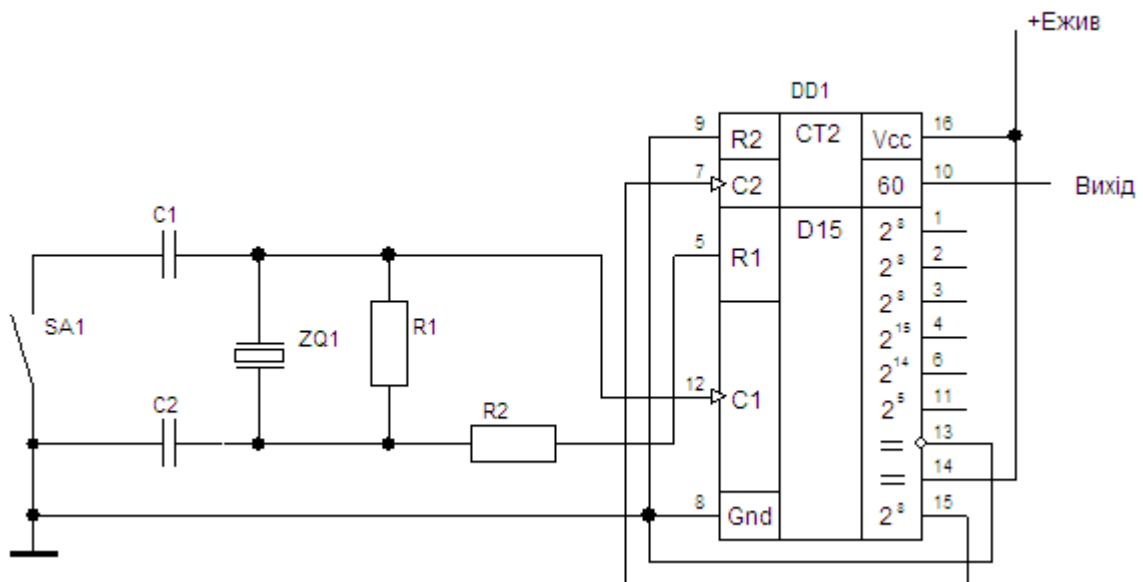 +Ежив
DD1
9 R2 CT2 Vcc 16
7 C2 60 10 Вихід
C1 D15 2⁸ 1
5 R1 2⁸ 2
2⁸ 3
SA1 ZQ1 R1 2¹⁵ 4
2¹⁴ 6
12 C1 2⁵ 11
C2 R2 13
14
8 Gnd 2⁸ 15